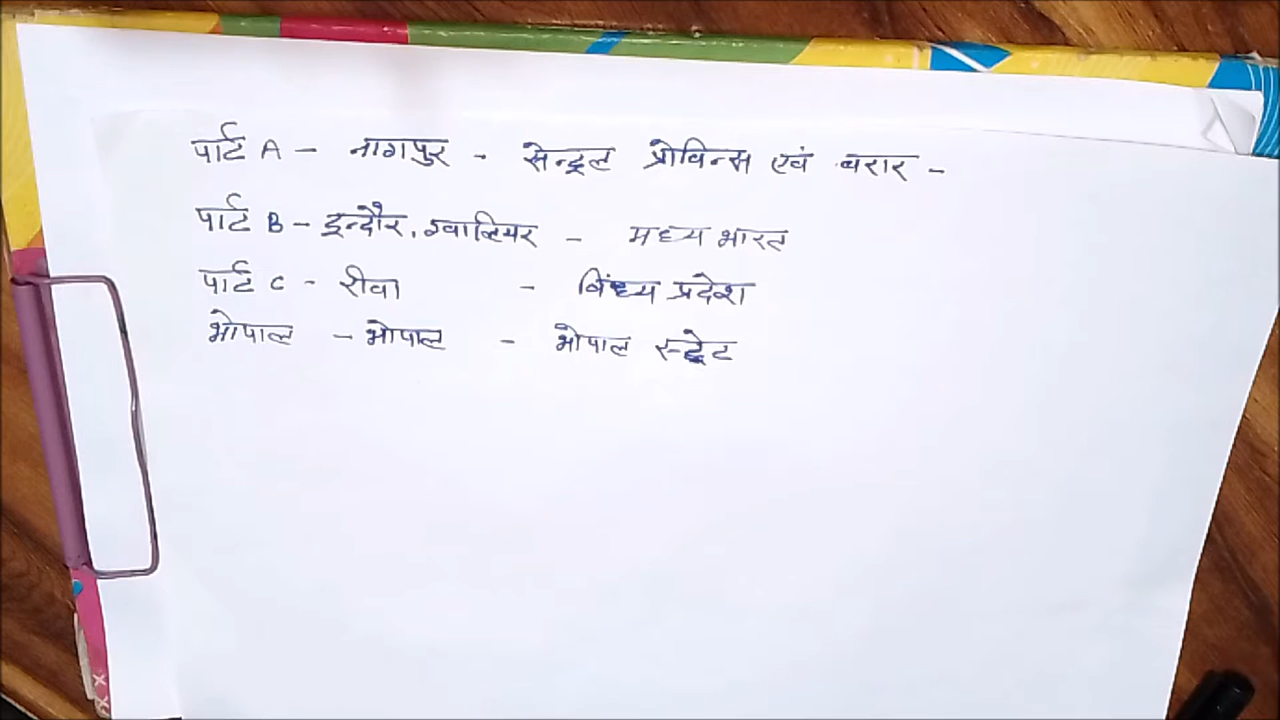 पार्ट A - नागपुर - सेन्ट्रल प्रोविन्स एवं बरार -
पार्ट B - इन्दौर, ग्वालियर - मध्य भारत
पार्ट C - रीवा - बिंध्य प्रदेश
भोपाल - भोपाल - भोपाल स्टेट